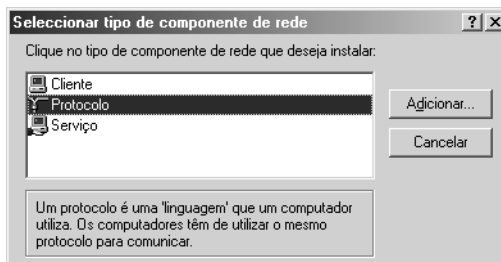 Seleccionar tipo de componente de rede
Clique no tipo de componente de rede que deseja instalar:
Cliente
Protocolo
Serviço
Adicionar...
Cancelar
Um protocolo é uma 'linguagem' que um computador
utiliza. Os computadores têm de utilizar o mesmo
protocolo para comunicar.